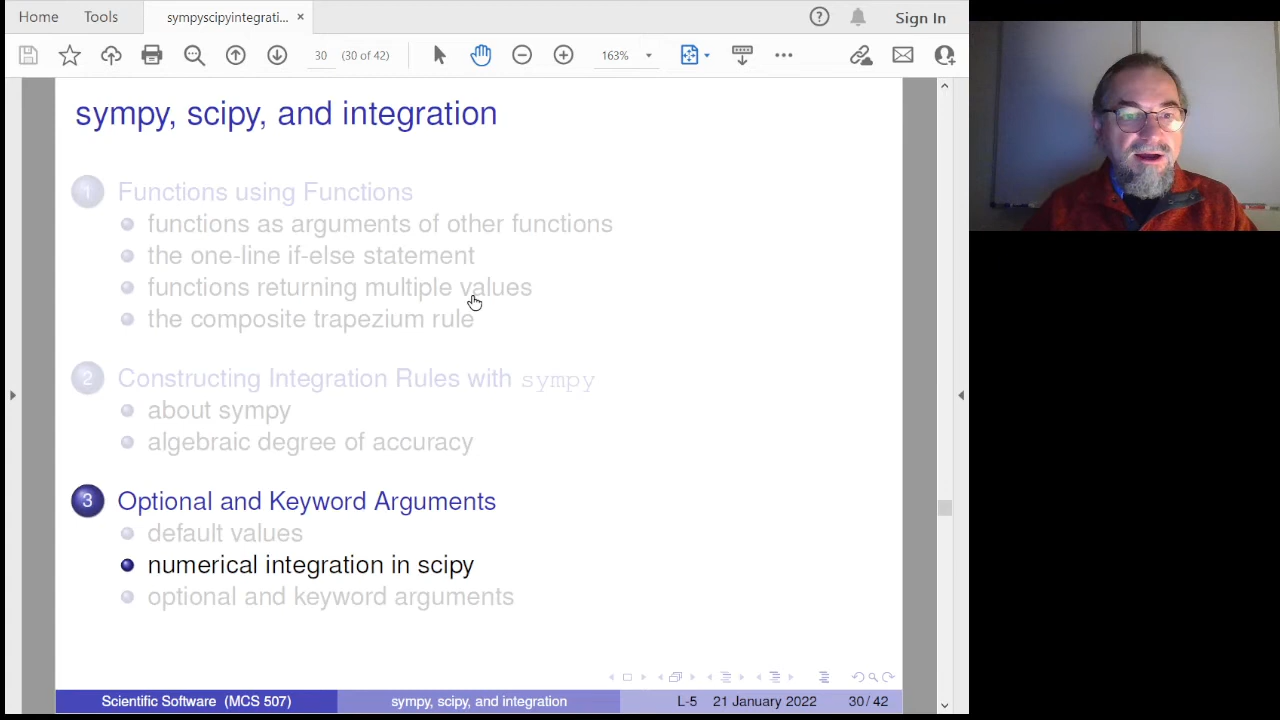 Home Tools sympyscipyintegrati... × Sign In
30 (30 of 42) 163%
sympy, scipy, and integration
1 Functions using Functions
functions as arguments of other functions
the one-line if-else statement
functions returning multiple values
the composite trapezium rule
2 Constructing Integration Rules with sympy
about sympy
algebraic degree of accuracy
3 Optional and Keyword Arguments
default values
numerical integration in scipy
optional and keyword arguments
Scientific Software (MCS 507) sympy, scipy, and integration L-5 21 January 2022 30 / 42